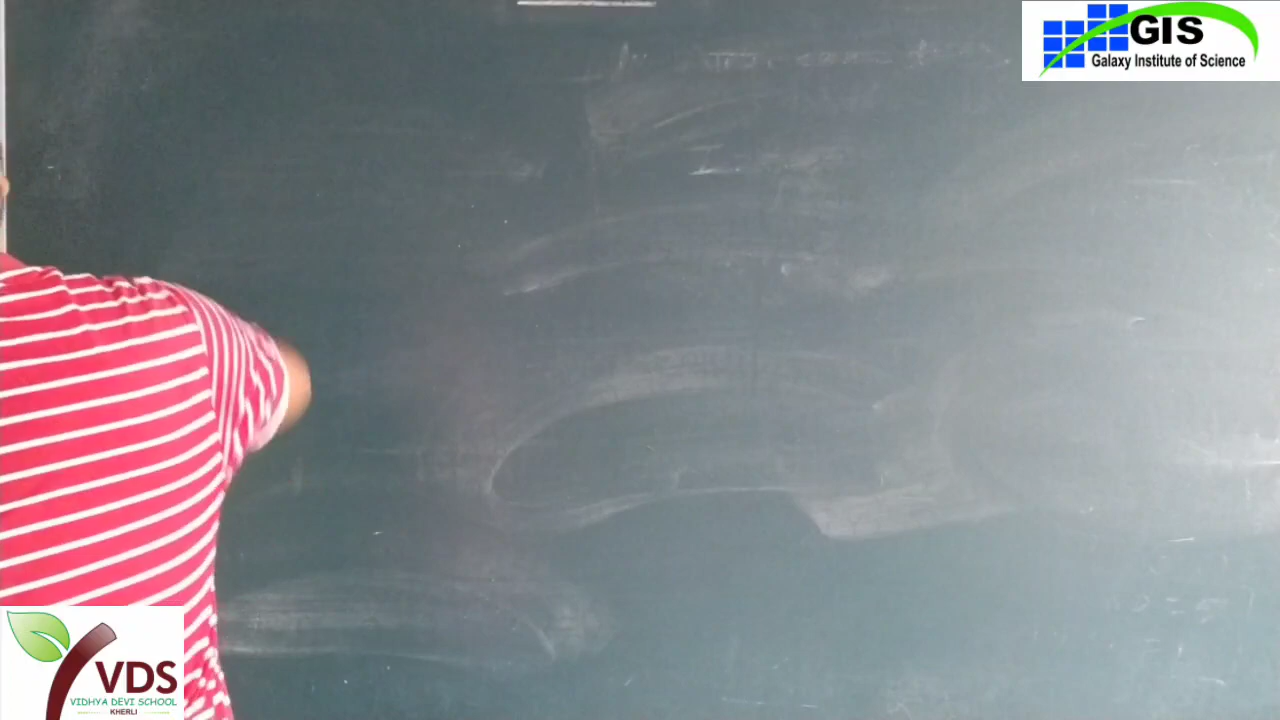 GIS
Galaxy Institute of Science
VDS
VIDHYA DEVI SCHOOL
KHERLI